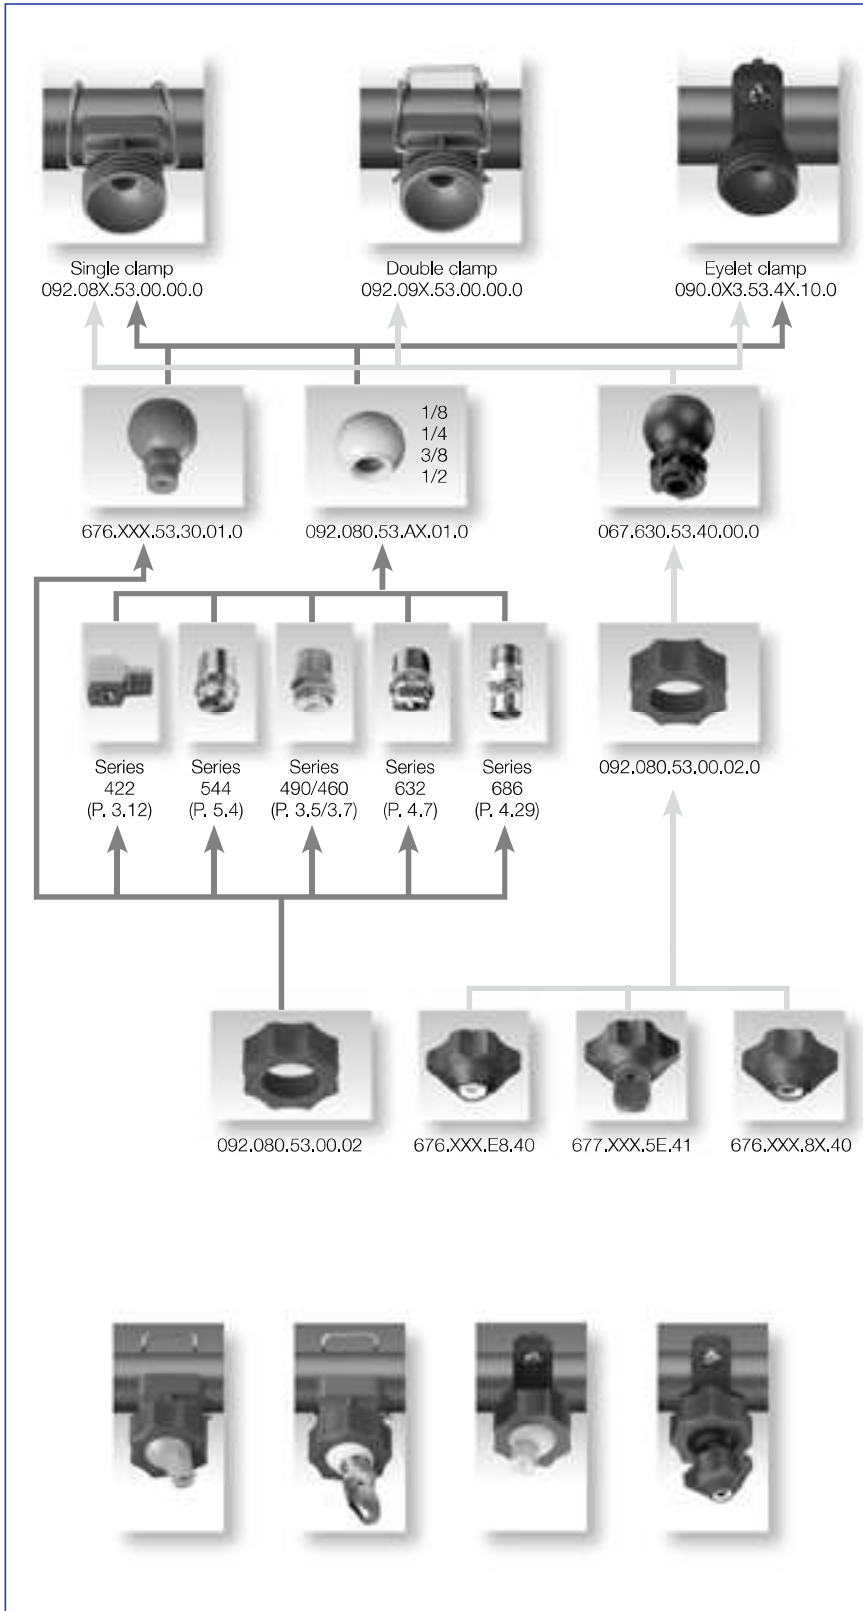 Single clamp
092.08X.53.00.00.0
Double clamp
092.09X.53.00.00.0
Eyelet clamp
090.0X3.53.4X.10.0
1/8
1/4
3/8
1/2
676.XXX.53.30.01.0
092.080.53.AX.01.0
067.630.53.40.00.0
Series
422
(P. 3.12)
Series
544
(P. 5.4)
Series
490/460
(P. 3.5/3.7)
Series
632
(P. 4.7)
Series
686
(P. 4.29)
092.080.53.00.02.0
092.080.53.00.02
676.XXX.E8.40
677.XXX.5E.41
676.XXX.8X.40